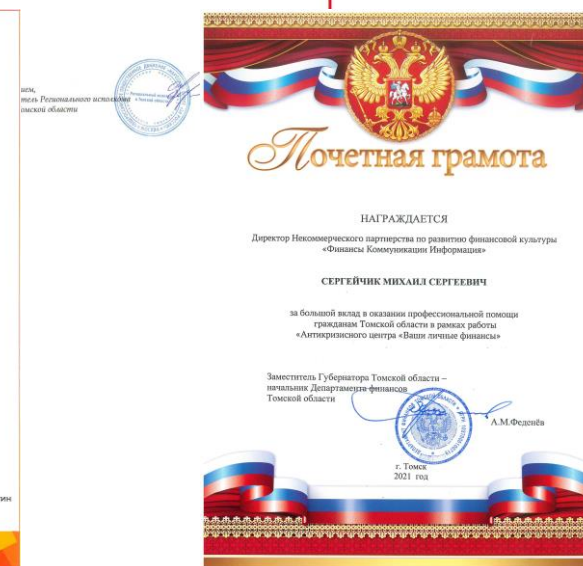 тель Регионального исполкома
омской области
Почетная грамота
НАГРАЖДАЕТСЯ
Директор Некоммерческого партнерства по развитию финансовой культуры
«Финансы Коммуникации Информация»
СЕРГЕЙЧИК МИХАИЛ СЕРГЕЕВИЧ
за большой вклад в оказании профессиональной помощи
гражданам Томской области в рамках работы
«Антикризисного центра «Ваши личные финансы»
Заместитель Губернатора Томской области –
начальник Департамента финансов
Томской области
А.М.Феденёв
г. Томск
2021 год